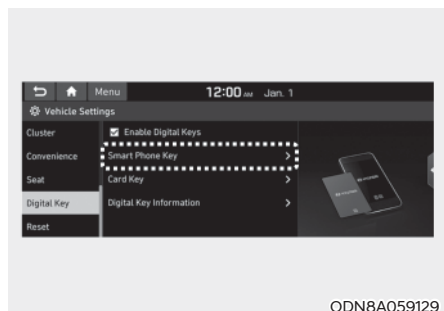 Menu 12:00 AM Jan. 1
Vehicle Settings
Cluster
Enable Digital Keys
Convenience
Smart Phone Key
Seat
Card Key
Digital Key
Digital Key Information
Reset
ODN8A059129